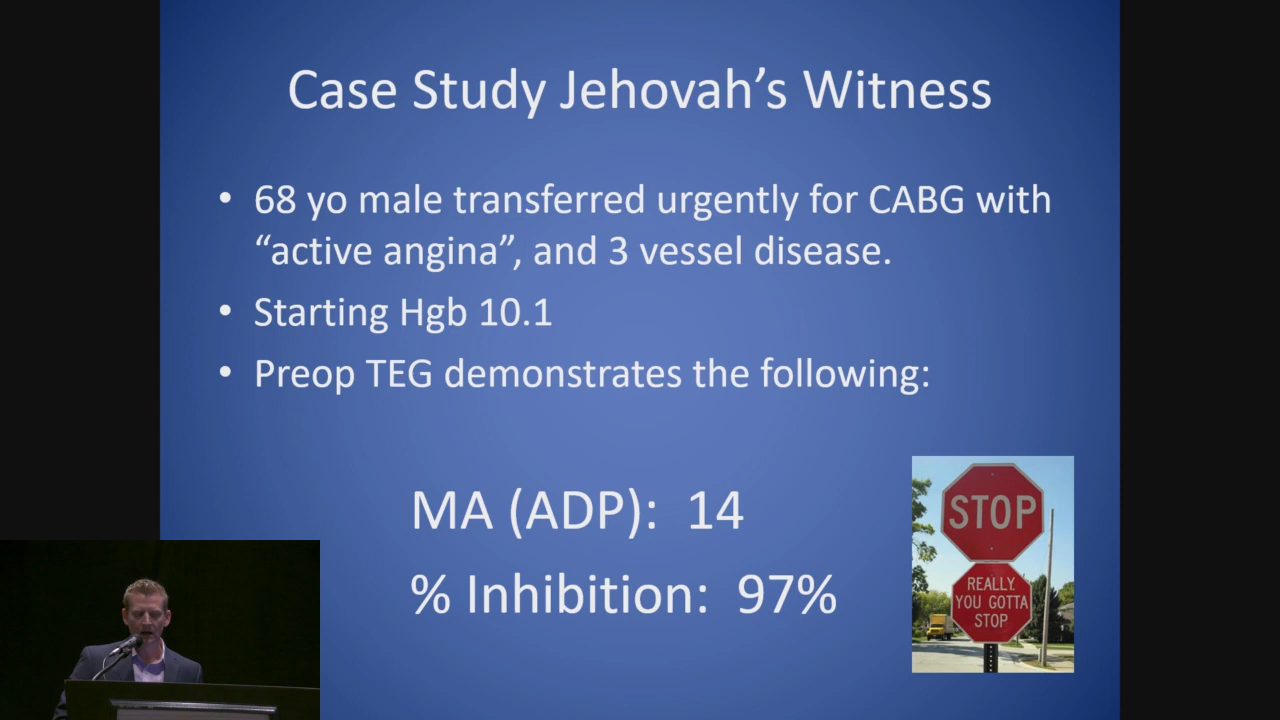 Case Study Jehovah’s Witness
• 68 yo male transferred urgently for CABG with
“active angina”, and 3 vessel disease.
• Starting Hgb 10.1
• Preop TEG demonstrates the following:
MA (ADP): 14
% Inhibition: 97%
STOP
REALLY.
YOU GOTTA
STOP